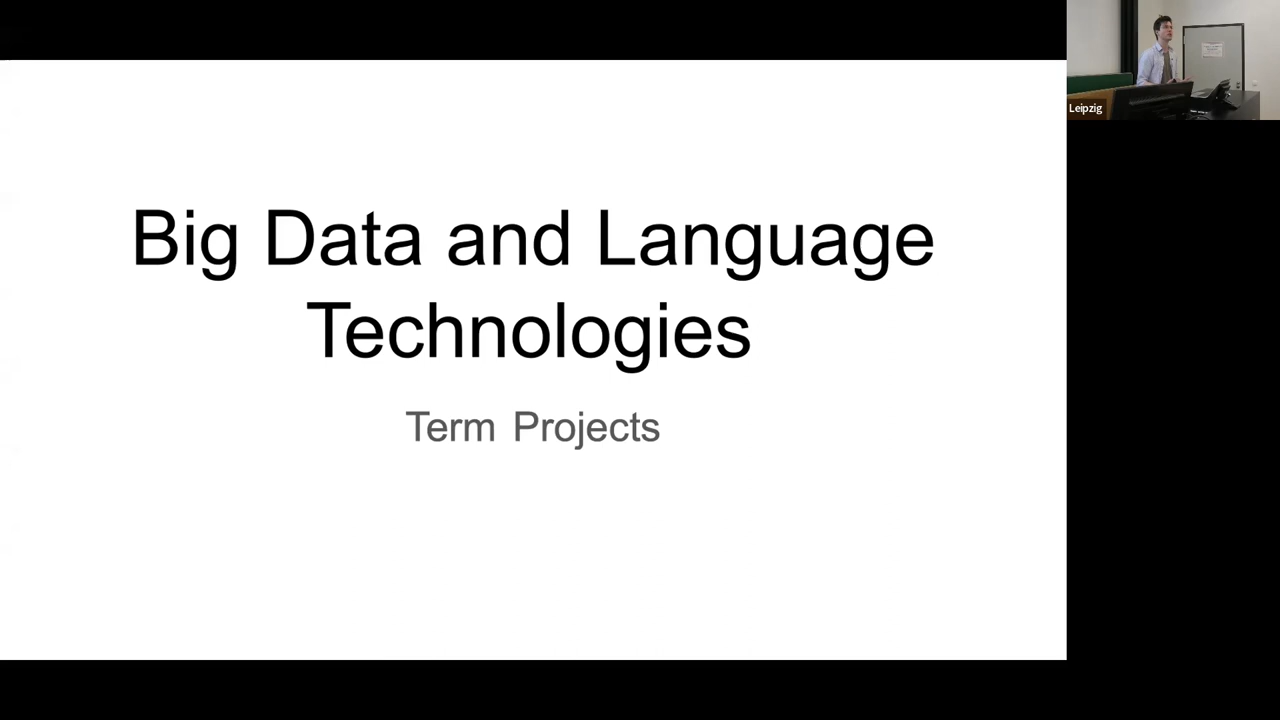 Big Data and Language
Technologies
Term Projects
Leipzig